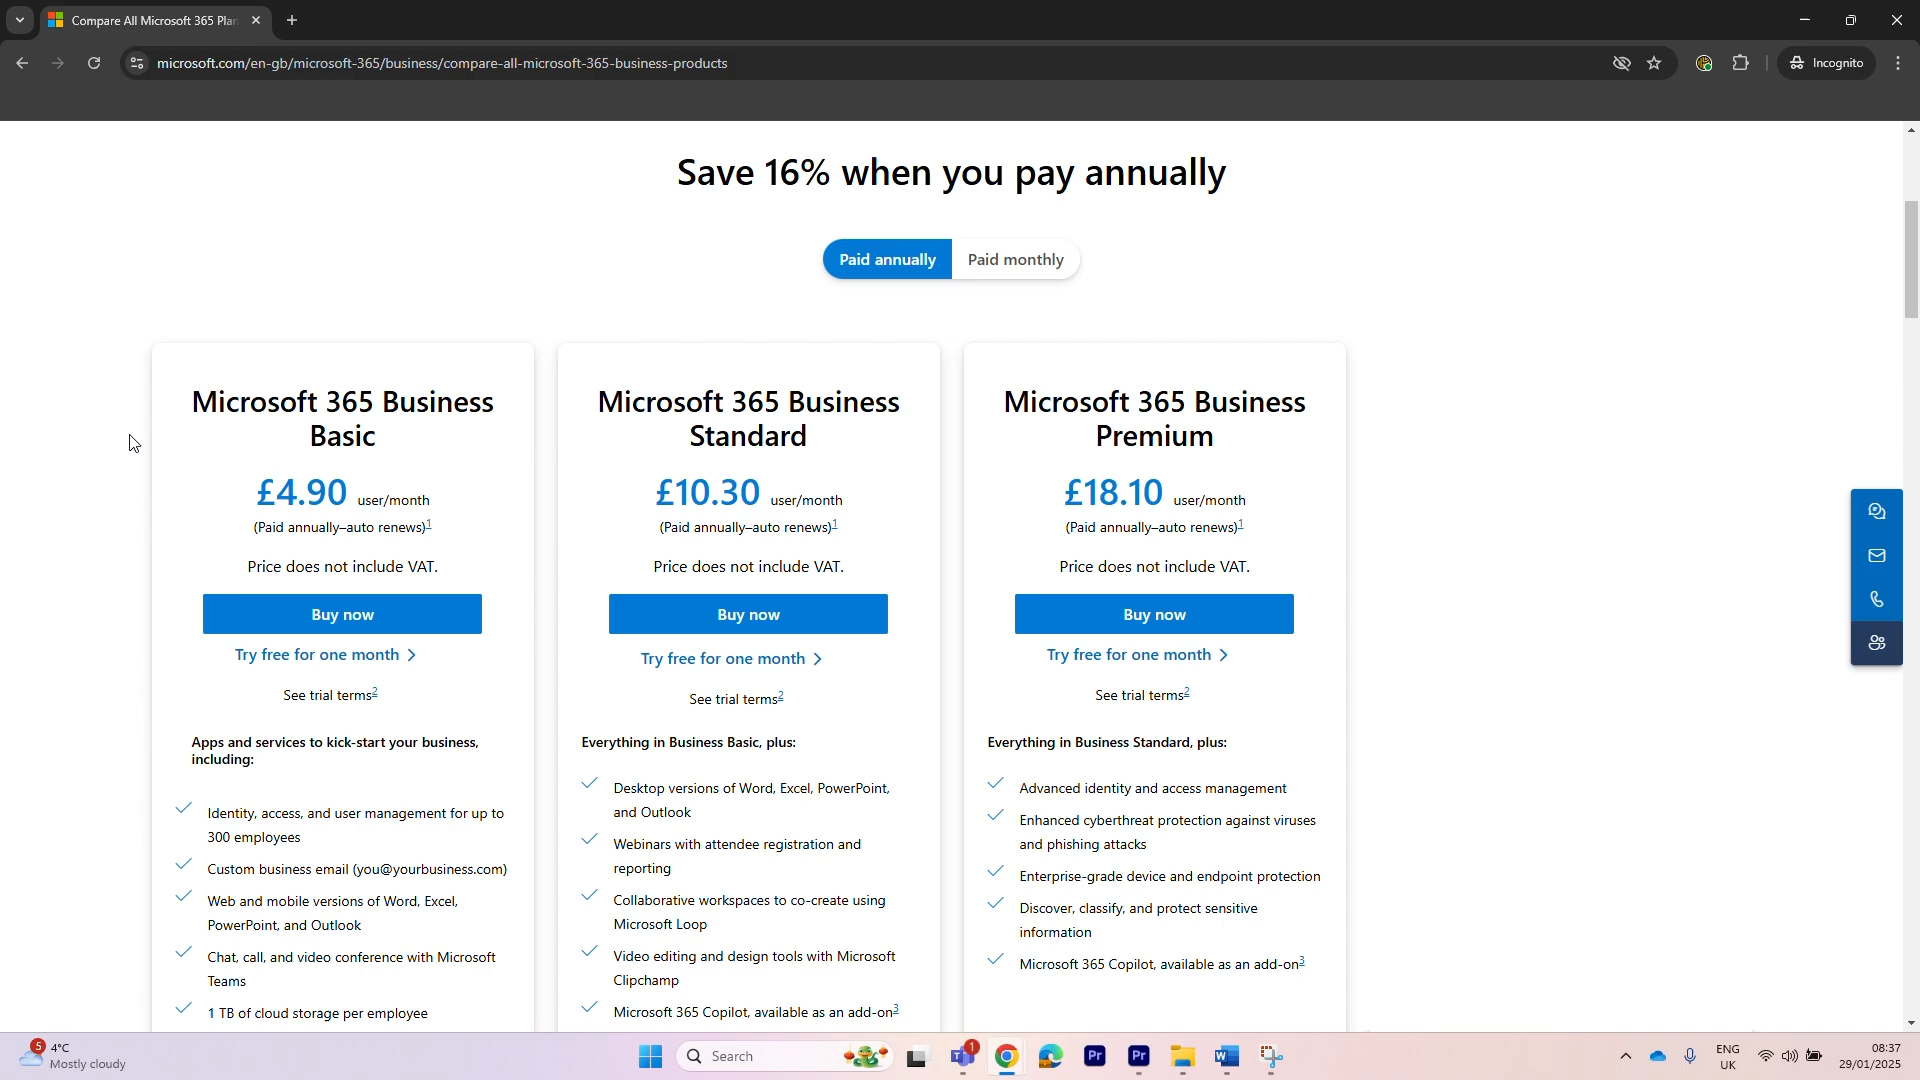 Compare All Microsoft 365 Plan
microsoft.com/en-gb/microsoft-365/business/compare-all-microsoft-365-business-products
Incognito
Save 16% when you pay annually
Paid annually
Paid monthly
Microsoft 365 Business
Basic
£4.90 user/month
(Paid annually–auto renews)1
Price does not include VAT.
Buy now
Try free for one month
See trial terms2
Apps and services to kick-start your business,
including:
Identity, access, and user management for up to
300 employees
Custom business email (you@yourbusiness.com)
Web and mobile versions of Word, Excel,
PowerPoint, and Outlook
Chat, call, and video conference with Microsoft
Teams
1 TB of cloud storage per employee
Microsoft 365 Business
Standard
£10.30 user/month
(Paid annually–auto renews)1
Price does not include VAT.
Buy now
Try free for one month
See trial terms2
Everything in Business Basic, plus:
Desktop versions of Word, Excel, PowerPoint,
and Outlook
Webinars with attendee registration and
reporting
Collaborative workspaces to co-create using
Microsoft Loop
Video editing and design tools with Microsoft
Clipchamp
Microsoft 365 Copilot, available as an add-on3
Microsoft 365 Business
Premium
£18.10 user/month
(Paid annually–auto renews)1
Price does not include VAT.
Buy now
Try free for one month
See trial terms2
Everything in Business Standard, plus:
Advanced identity and access management
Enhanced cyberthreat protection against viruses
and phishing attacks
Enterprise-grade device and endpoint protection
Discover, classify, and protect sensitive
information
Microsoft 365 Copilot, available as an add-on3
5
4°C
Mostly cloudy
Search
1
Pr
Pr
ENG
UK
08:37
29/01/2025